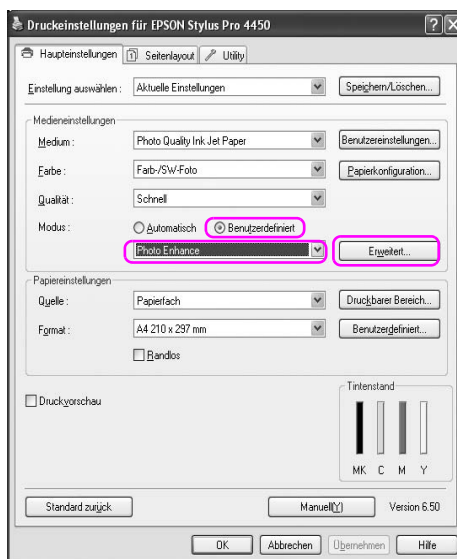 Druckeinstellungen für EPSON Stylus Pro 4450
Haupteinstellungen Seitenlayout Utility
Einstellung auswählen : Aktuelle Einstellungen Speichern/Löschen...
Medieneinstellungen
Medium : Photo Quality Ink Jet Paper Benutzereinstellungen...
Farbe : Farb-/SW-Foto Papierkonfiguration...
Qualität : Schnell
Modus : Automatisch Benutzerdefiniert
Photo Enhance Erweitert...
Papiereinstellungen
Quelle : Papierfach Druckbarer Bereich...
Format : A4 210 x 297 mm Benutzerdefiniert...
Randlos
Druckvorschau
Tintenstand
MK C M Y
Standard zurück Manuell(Y) Version 6.50
OK Abbrechen Übernehmen Hilfe